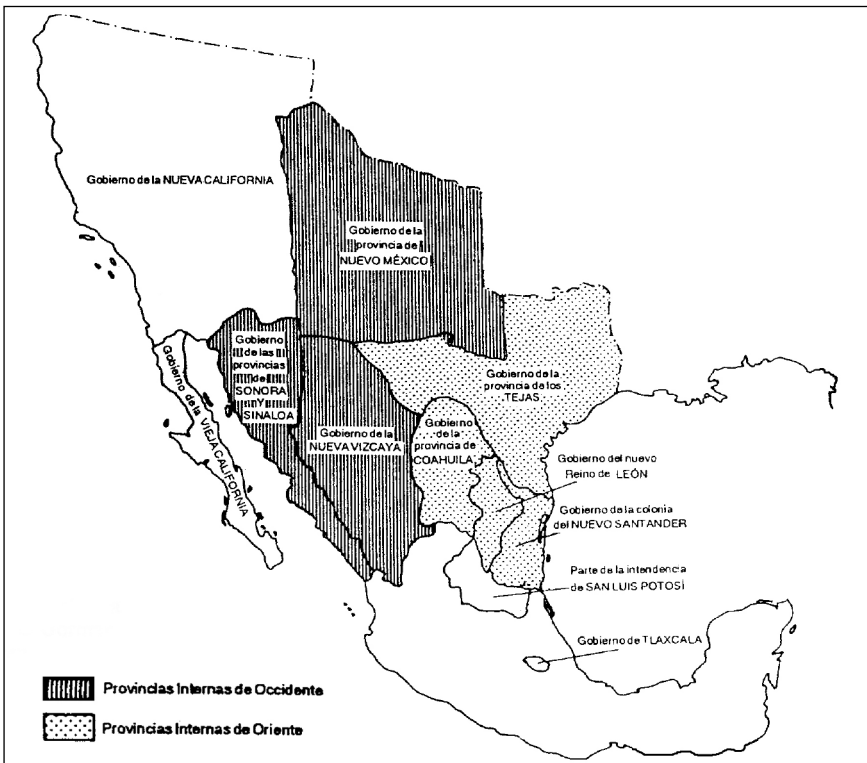 Gobierno de la NUEVA CALIFORNIA
Gobierno de la
provincia de
NUEVO MÉXICO
Gobierno
de las
provincias
de
SONORA
Y
SINALOA
Gobierno de la VIEJA CALIFORNIA
Gobierno de la
NUEVA VIZCAYA
Gobierno
de la
provincia de
COAHUILA
Gobierno de la
provincia de los
TEJAS
Gobierno del nuevo
Reino de LEÓN
Gobierno de la colonia
del NUEVO SANTANDER
Parte de la intendencia
de SAN LUIS POTOSÍ
Gobierno de TLAXCALA
Provincias Internas de Occidente
Provincias Internas de Oriente